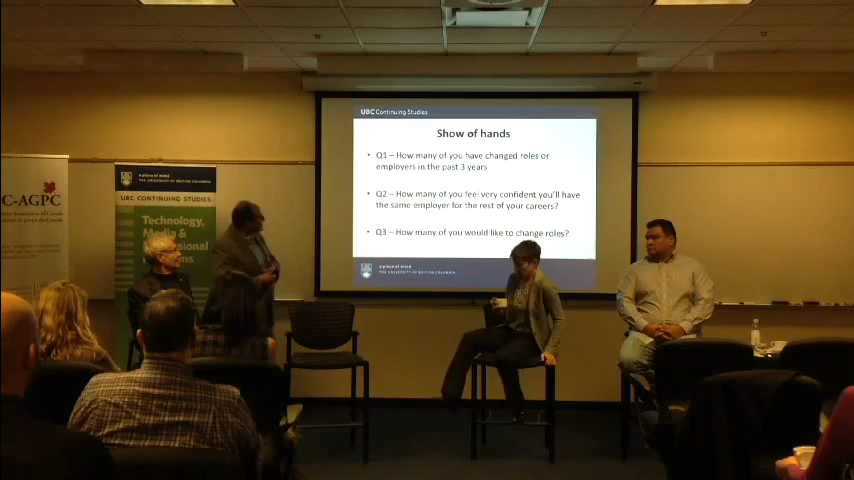 UBC Continuing Studies
Show of hands
• Q1 – How many of you have changed roles or
employers in the past 3 years
• Q2 – How many of you feel very confident you'll have
the same employer for the rest of your careers?
• Q3 – How many of you would like to change roles?
a place of mind
THE UNIVERSITY OF BRITISH COLUMBIA
C-AGPC
a place of mind
THE UNIVERSITY OF BRITISH COLUMBIA
UBC CONTINUING STUDIES
Technology,
Media &